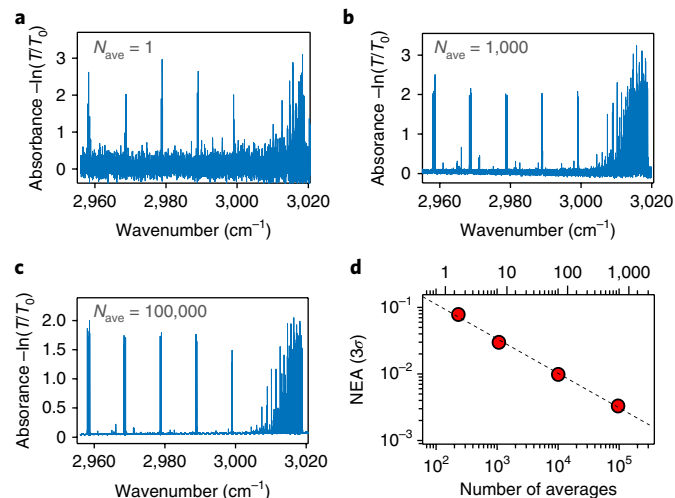 a
N_ave = 1
Absorbance –ln(T/T₀)
3
2
1
0
2,960
2,980
3,000
3,020
Wavenumber (cm⁻¹)
b
N_ave = 1,000
Absorance –ln(T/T₀)
3
2
1
0
2,960
2,980
3,000
3,020
Wavenumber (cm⁻¹)
c
N_ave = 100,000
Absorance –ln(T/T₀)
2.0
1.5
1.0
0.5
0
2,960
2,980
3,000
3,020
Wavenumber (cm⁻¹)
d
1
10
100
1,000
NEA (3σ)
10⁻¹
10⁻²
10⁻³
10²
10³
10⁴
10⁵
Number of averages